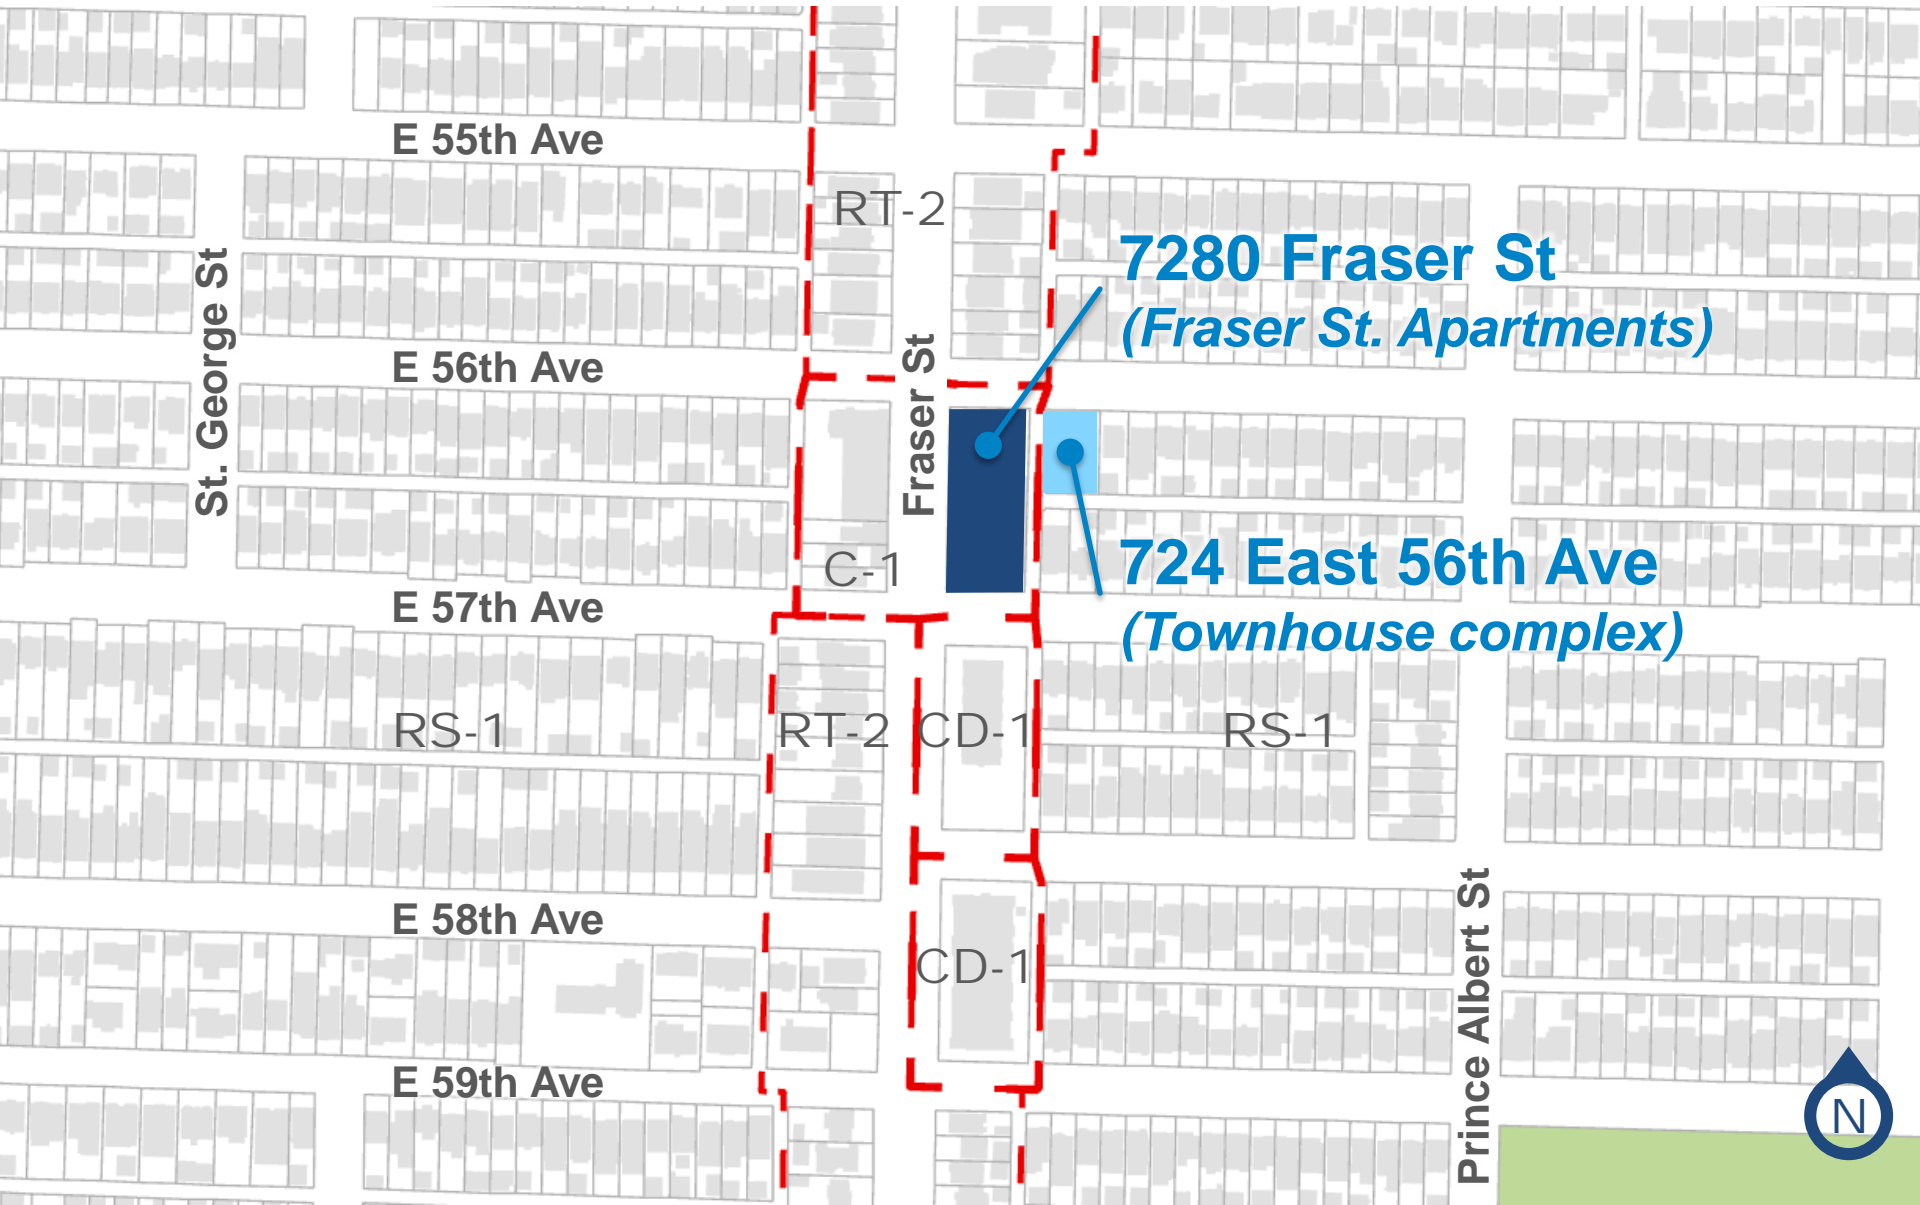 E 55th Ave
RT-2
7280 Fraser St
(Fraser St. Apartments)
St. George St
E 56th Ave
Fraser St
C-1
724 East 56th Ave
(Townhouse complex)
E 57th Ave
RS-1
RT-2
CD-1
RS-1
E 58th Ave
CD-1
Prince Albert St
E 59th Ave
N